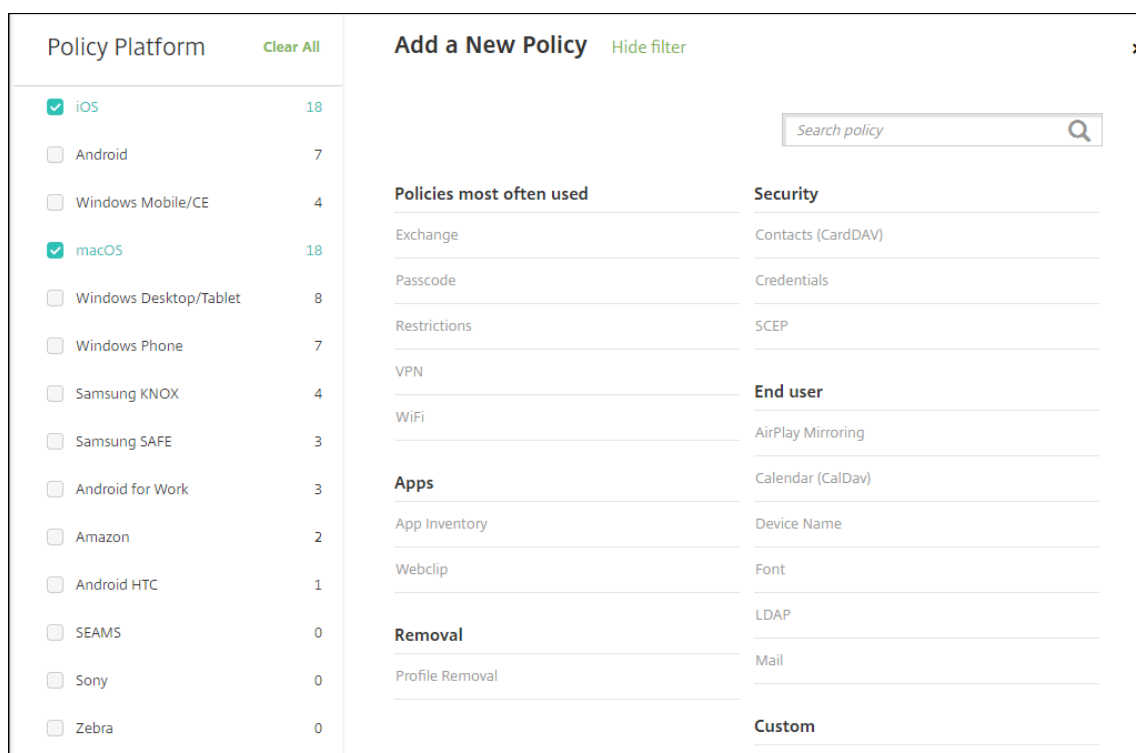 Policy Platform
Clear All
iOS 18
Android 7
Windows Mobile/CE 4
macOS 18
Windows Desktop/Tablet 8
Windows Phone 7
Samsung KNOX 4
Samsung SAFE 3
Android for Work 3
Amazon 2
Android HTC 1
SEAMS 0
Sony 0
Zebra 0
Add a New Policy
Hide filter
Search policy
Policies most often used
Exchange
Passcode
Restrictions
VPN
WiFi
Apps
App Inventory
Webclip
Removal
Profile Removal
Security
Contacts (CardDAV)
Credentials
SCEP
End user
AirPlay Mirroring
Calendar (CalDav)
Device Name
Font
LDAP
Mail
Custom